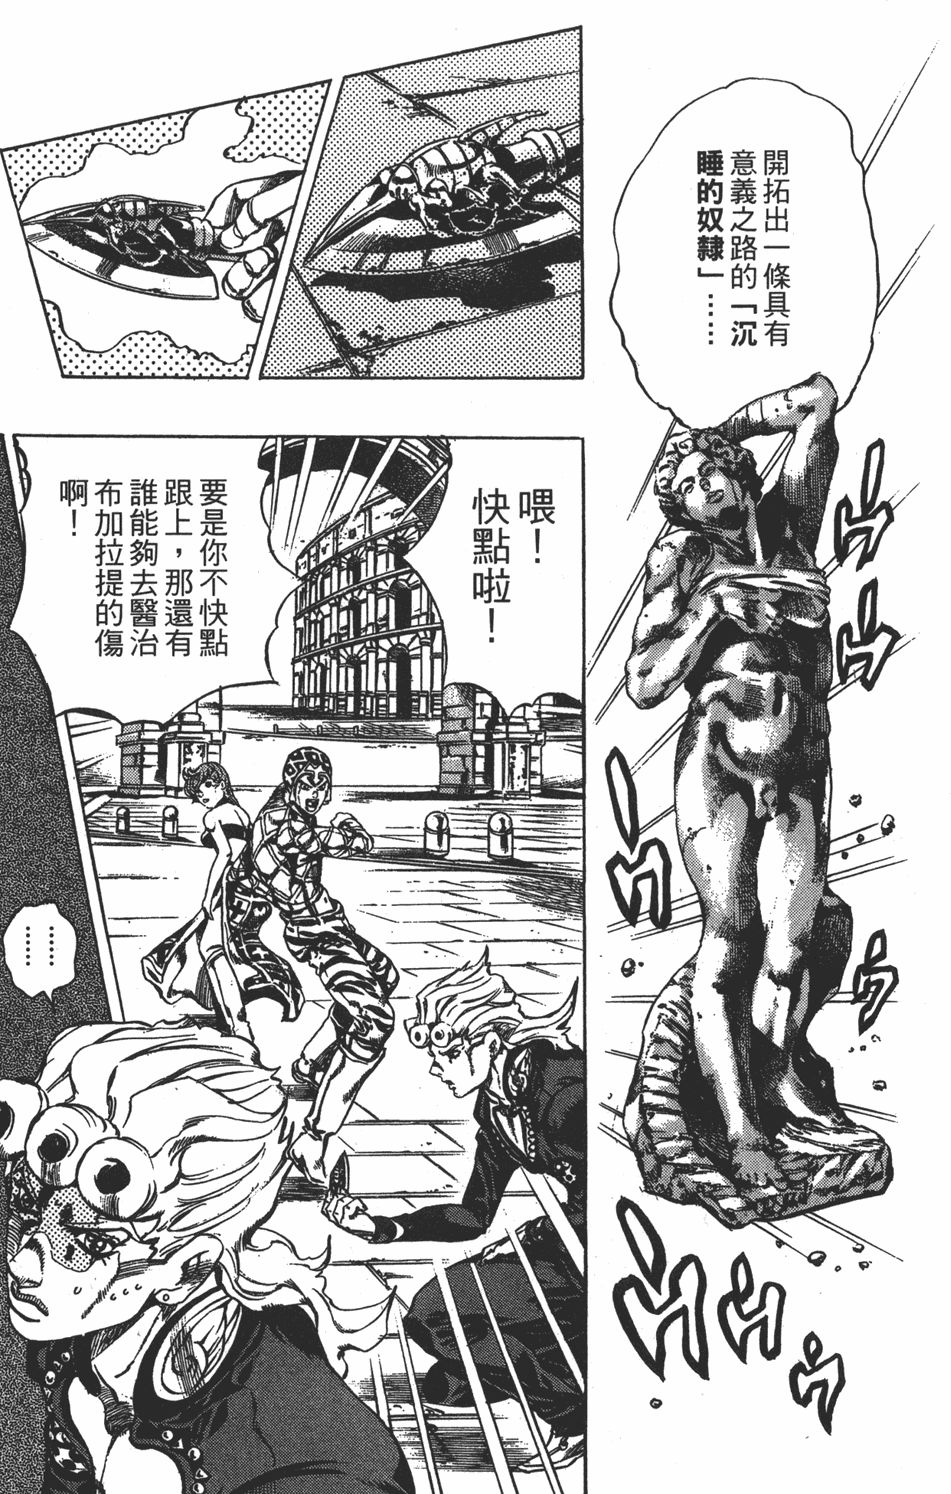 開拓出一條具有
意義之路的「沉
睡的奴隸」……
喂！
快點啦！
要是你不快點
跟上，那還有
誰能夠去醫治
布加拉提的傷
啊！
……
……